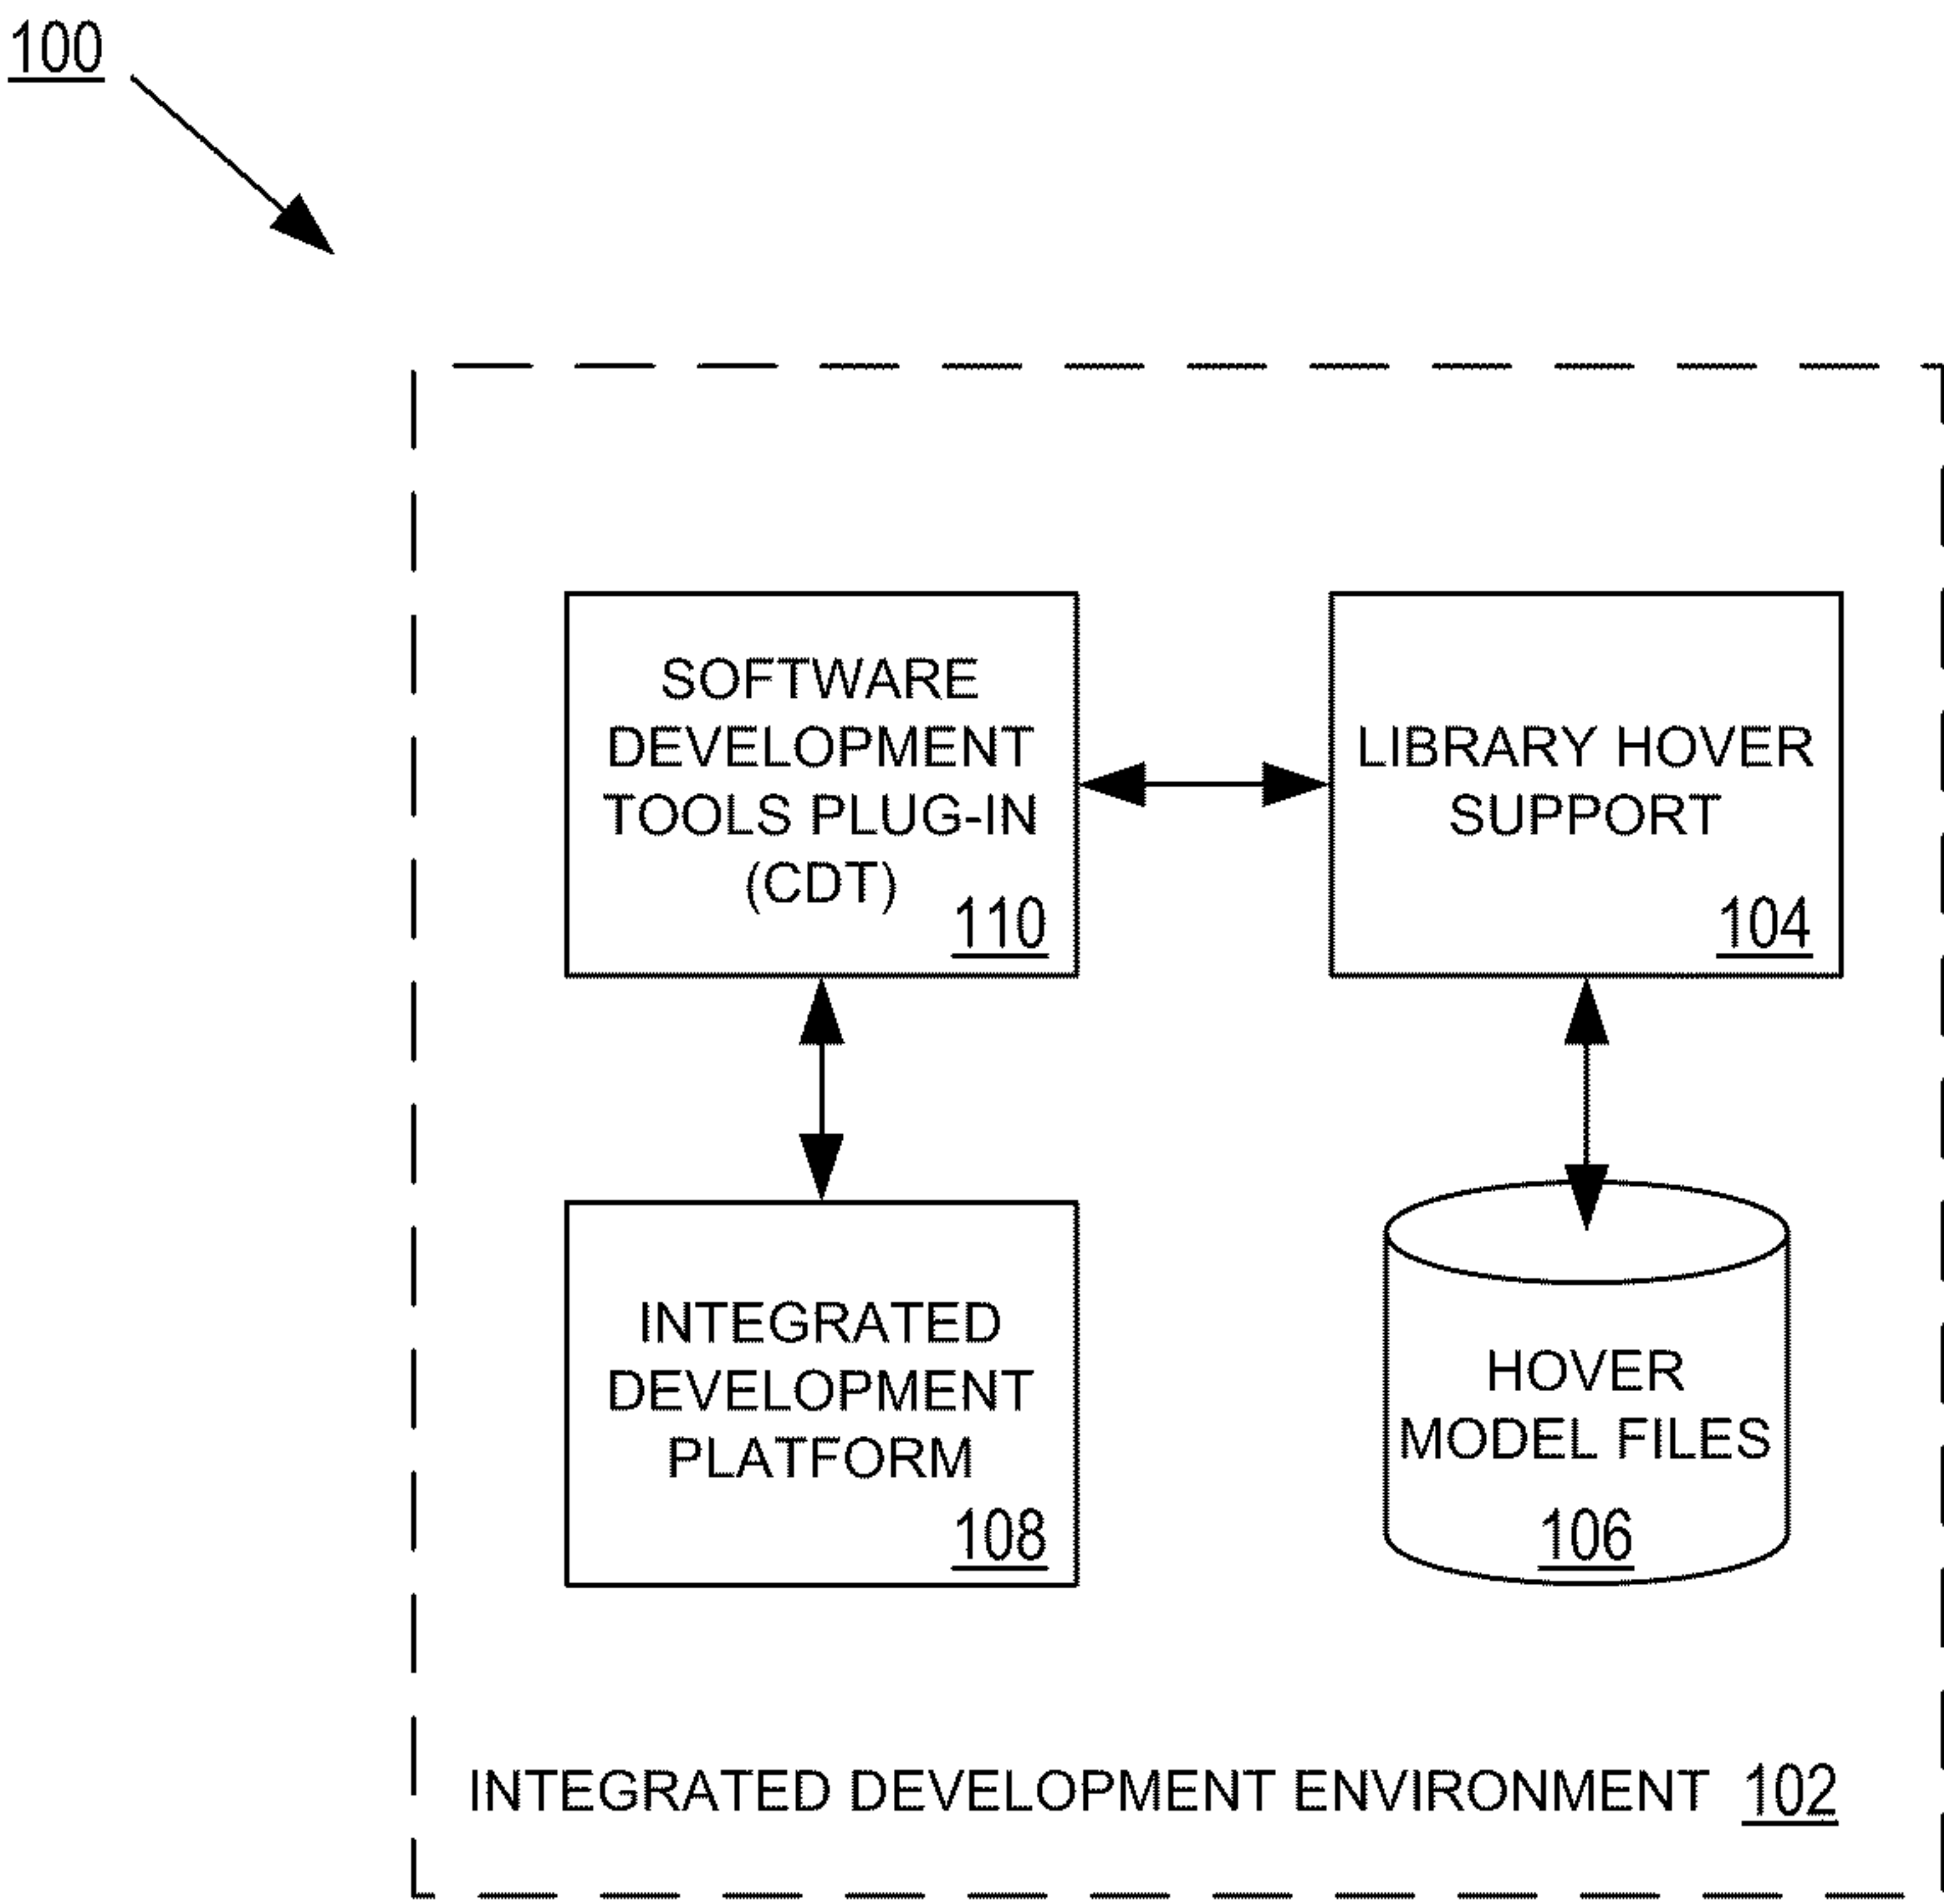 100
SOFTWARE
DEVELOPMENT
TOOLS PLUG-IN
(CDT)
110
LIBRARY HOVER
SUPPORT
104
INTEGRATED
DEVELOPMENT
PLATFORM
108
HOVER
MODEL FILES
106
INTEGRATED DEVELOPMENT ENVIRONMENT 102